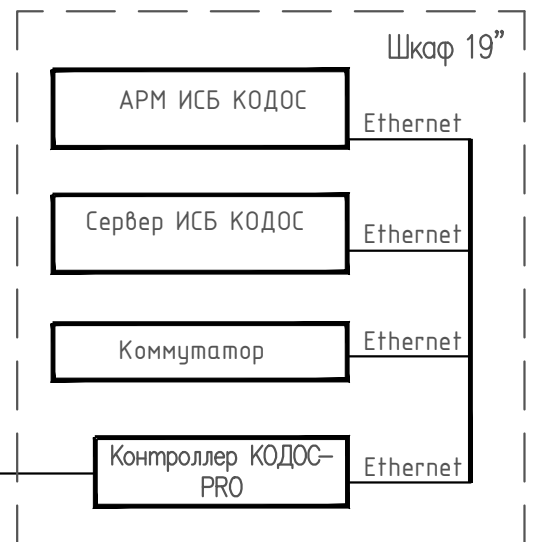 Шкаф 19”
АРМ ИСБ КОДОС
Ethernet
Сервер ИСБ КОДОС
Ethernet
Коммутатор
Ethernet
Контроллер КОДОС-
PRO
Ethernet